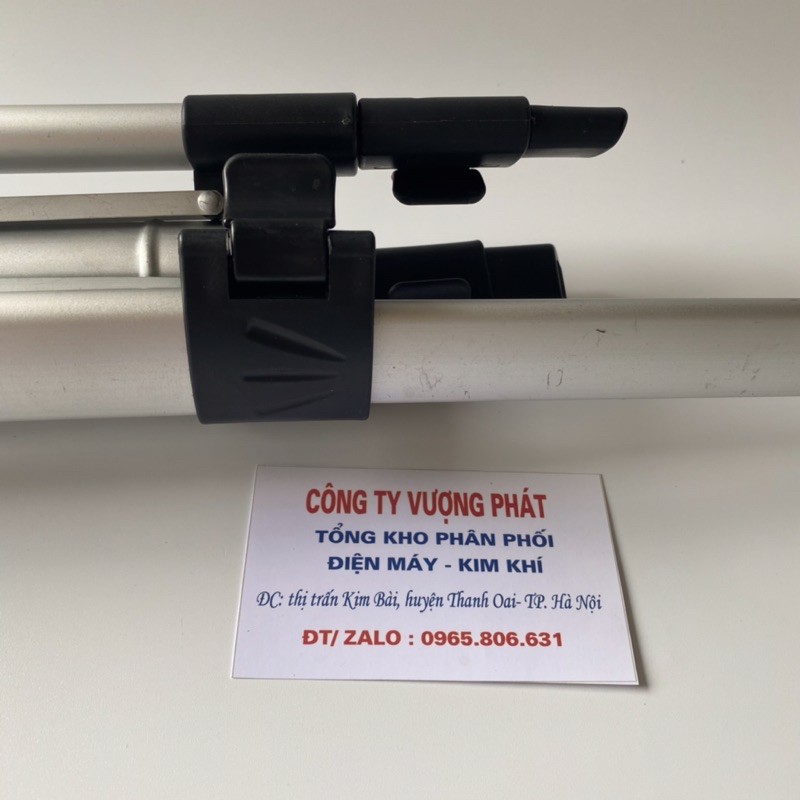 CÔNG TY VƯỢNG PHÁT
TỔNG KHO PHÂN PHỐI
ĐIỆN MÁY - KIM KHÍ
ĐC: thị trấn Kim Bài, huyện Thanh Oai- TP. Hà Nội
ĐT/ ZALO : 0965.806.631